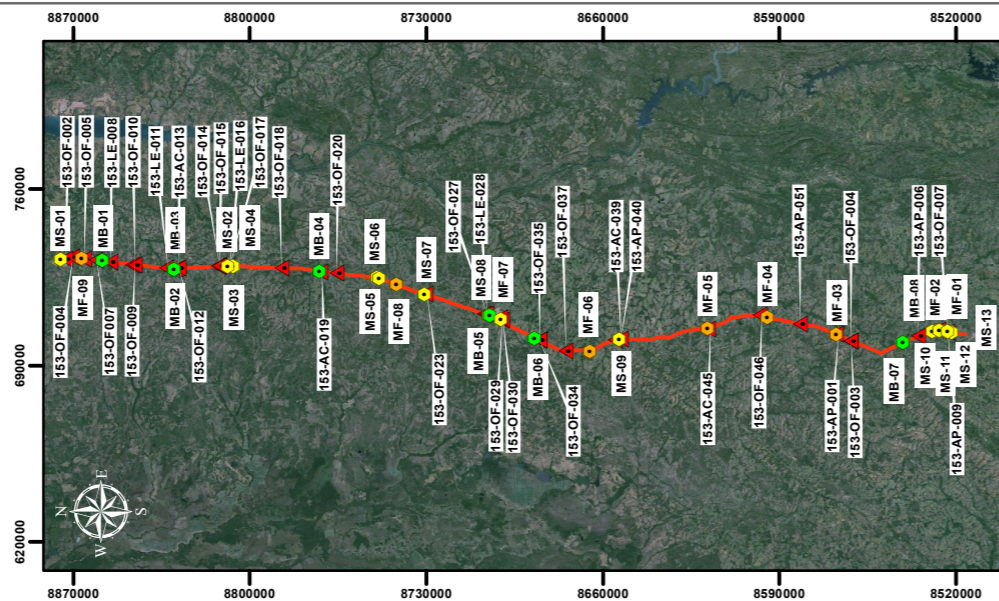 8870000
8800000
8730000
8660000
8590000
8520000
760000
690000
620000
MS-01
153-OF-002
153-OF-005
MB-01
153-LE-008
153-OF-010
153-LE-011
MB-03
153-AC-013
153-OF-014
153-OF-015
MS-02
153-LE-016
MS-04
153-OF-017
153-OF-018
MB-04
153-OF-020
MS-06
MS-07
153-OF-027
153-LE-028
MS-08
MF-07
153-OF-035
153-OF-037
MF-06
153-AC-039
153-AP-040
MF-05
MF-04
153-AP-051
MF-03
153-OF-004
MB-08
153-AP-006
MF-02
153-OF-007
MF-01
MS-13
153-OF-004
MF-09
153-OF007
153-OF-009
MB-02
153-OF-012
MS-03
153-AC-019
MS-05
MF-08
153-OF-023
MB-05
153-OF-029
153-OF-030
MB-06
153-OF-034
MS-09
153-AC-045
153-OF-046
153-AP-001
153-OF-003
MB-07
MS-10
MS-11
MS-12
153-AP-009
N
E
S
W
8870000
8800000
8730000
8660000
8590000
8520000